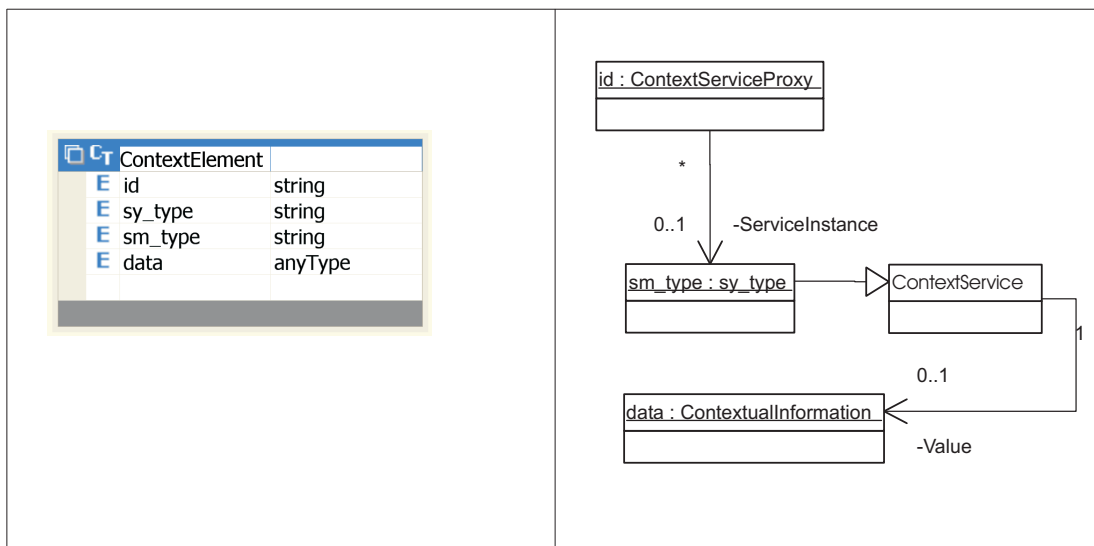 CT ContextElement
E id string
E sy_type string
E sm_type string
E data anyType
id : ContextServiceProxy
*
0..1 -ServiceInstance
sm_type : sy_type ContextService
1
0..1
data : ContextualInformation
-Value